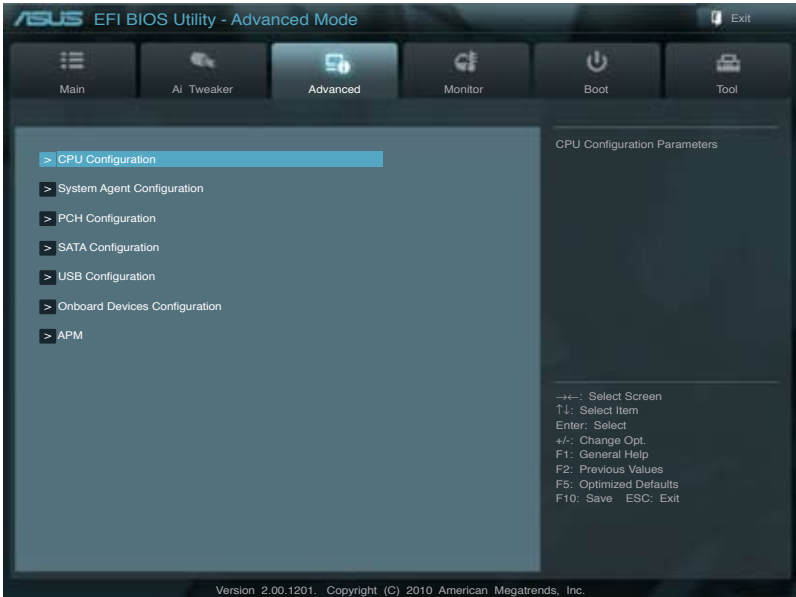 ASUS EFI BIOS Utility - Advanced Mode
Exit
Main
Ai Tweaker
Advanced
Monitor
Boot
Tool
> CPU Configuration
> System Agent Configuration
> PCH Configuration
> SATA Configuration
> USB Configuration
> Onboard Devices Configuration
> APM
CPU Configuration Parameters
→←: Select Screen
↑↓: Select Item
Enter: Select
+/-: Change Opt.
F1: General Help
F2: Previous Values
F5: Optimized Defaults
F10: Save ESC: Exit
Version 2.00.1201. Copyright (C) 2010 American Megatrends, Inc.